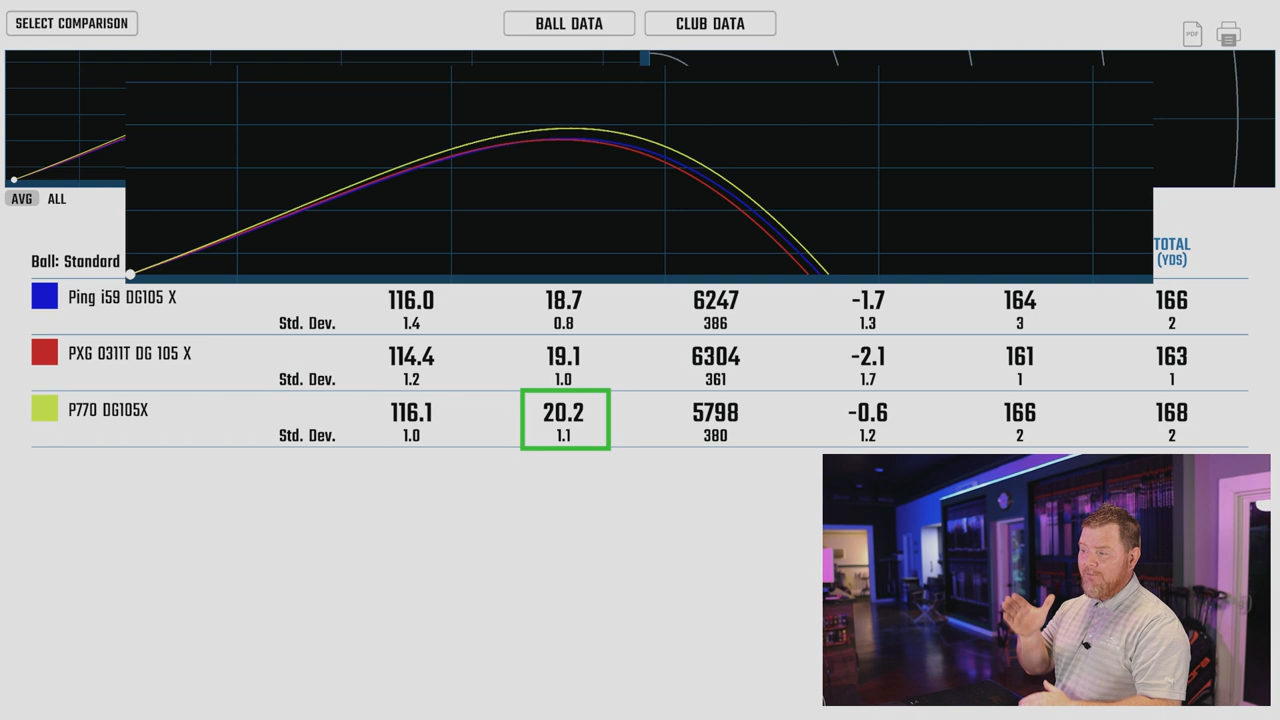 SELECT COMPARISON
BALL DATA
CLUB DATA
PDF
AVG ALL
Ball: Standard
TOTAL
(YDS)
Ping i59 DG105 X 116.0 18.7 6247 -1.7 164 166
Std. Dev. 1.4 0.8 386 1.3 3 2
PXG 0311T DG 105 X 114.4 19.1 6304 -2.1 161 163
Std. Dev. 1.2 1.0 361 1.7 1 1
P770 DG105X 116.1 20.2 5798 -0.6 166 168
Std. Dev. 1.0 1.1 380 1.2 2 2